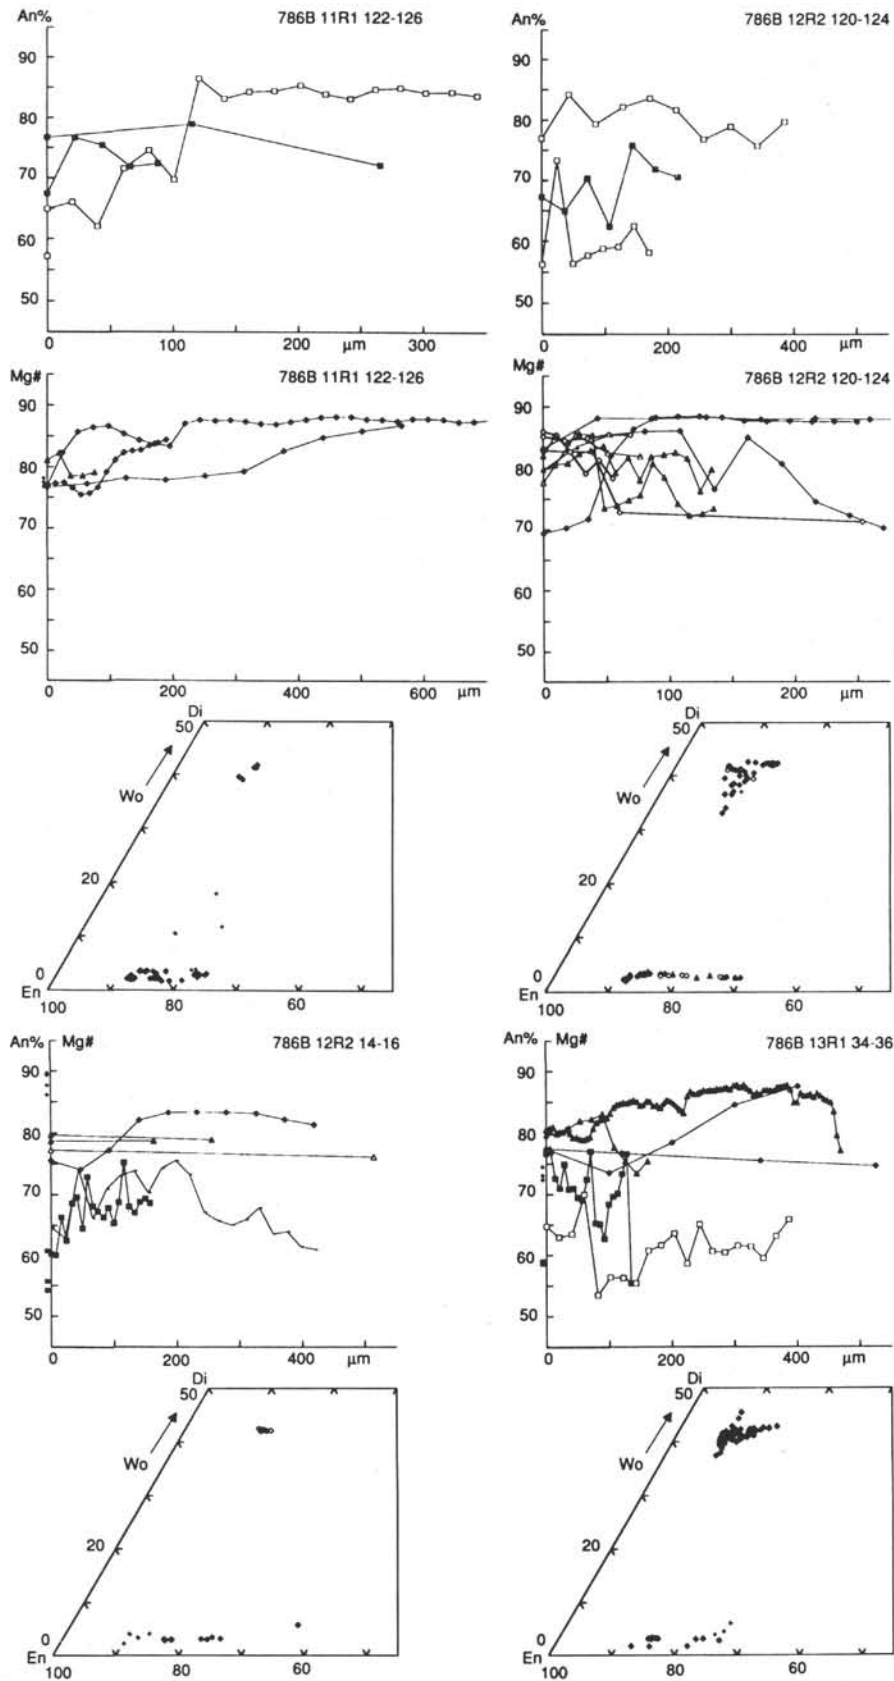 An% 786B 11R1 122-126
90
80
70
60
50
0 100 200 μm 300
An% 786B 12R2 120-124
90
80
70
60
50
0 200 μm 400
Mg# 786B 11R1 122-126
90
80
70
60
50
0 200 400 600 μm
Mg# 786B 12R2 120-124
90
80
70
60
50
0 100 μm 200
Di
50
Wo
20
0
En
100 80 60
Di
50
Wo
20
0
En
100 80 60
An% Mg# 786B 12R2 14-16
90
80
70
60
50
0 200 400 μm
An% Mg# 786B 13R1 34-36
90
80
70
60
50
0 200 400 μm
Di
50
Wo
20
0
En
100 80 60
Di
50
Wo
20
0
En
100 80 60